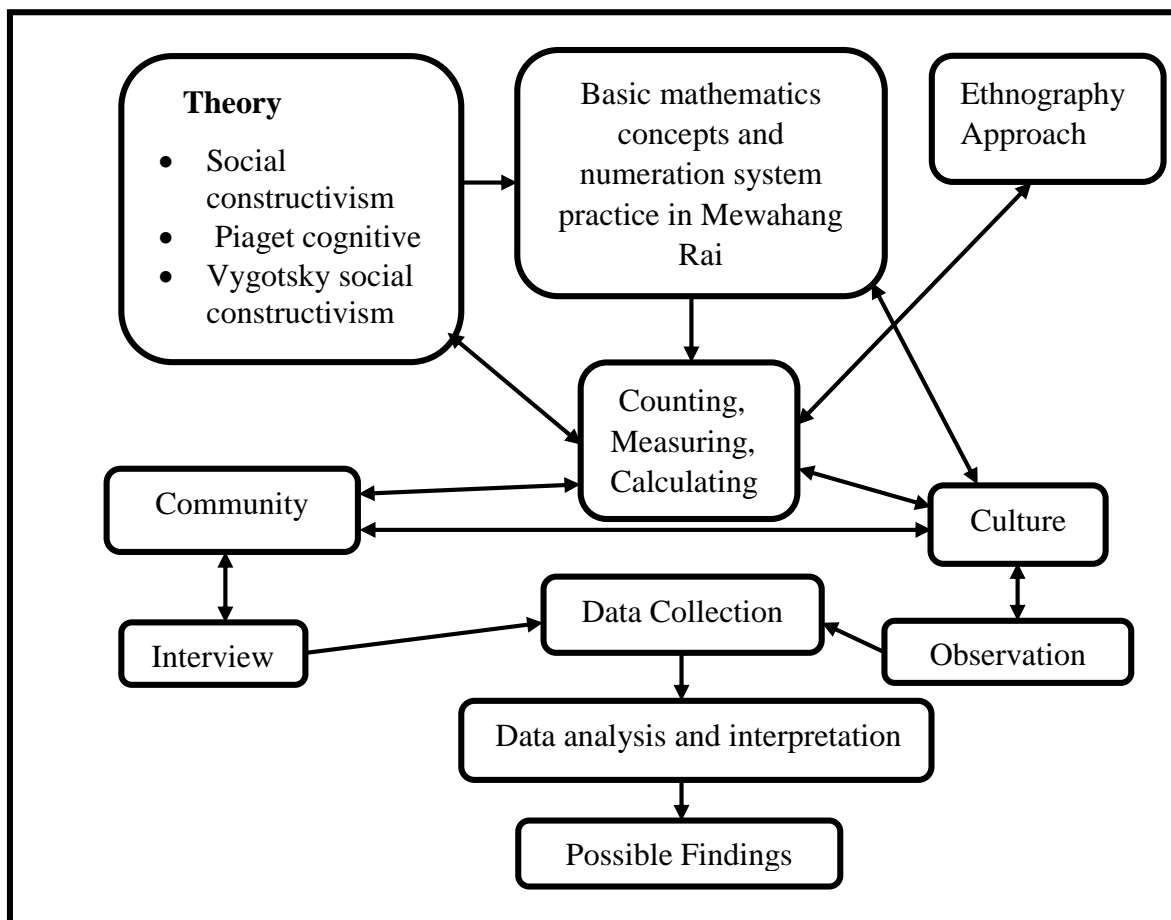 Theory
• Social
constructivism
• Piaget cognitive
• Vygotsky social
constructivism
Basic mathematics
concepts and
numeration system
practice in Mewahang
Rai
Ethnography
Approach
Counting,
Measuring,
Calculating
Community
Culture
Interview
Data Collection
Observation
Data analysis and interpretation
Possible Findings